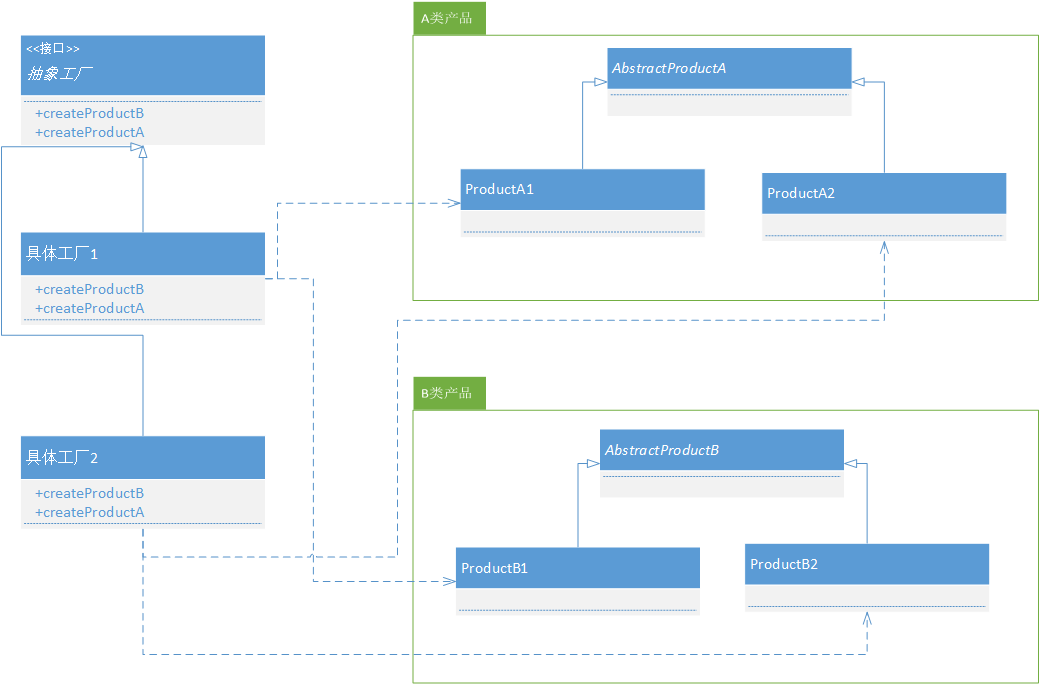 <<接口>>
抽象工厂
+createProductB
+createProductA
具体工厂1
+createProductB
+createProductA
具体工厂2
+createProductB
+createProductA
A类产品
AbstractProductA
ProductA1
ProductA2
B类产品
AbstractProductB
ProductB1
ProductB2